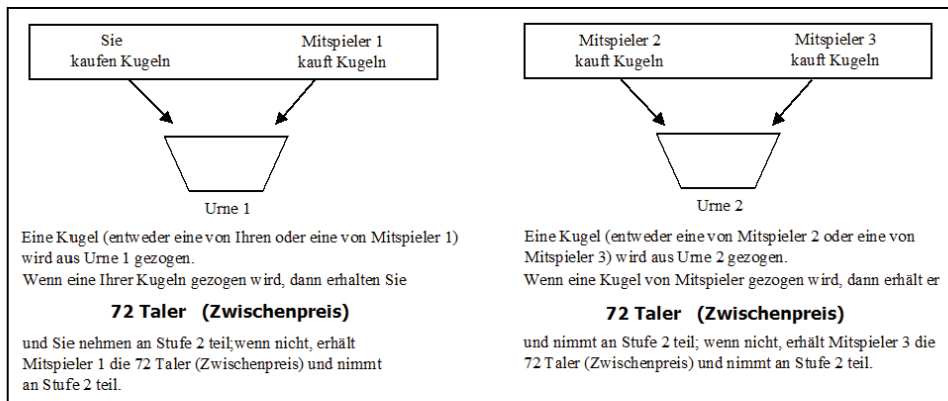 Sie
kaufen Kugeln
Mitspieler 1
kauft Kugeln
Urne 1
Eine Kugel (entweder eine von Ihren oder eine von Mitspieler 1)
wird aus Urne 1 gezogen.
Wenn eine Ihrer Kugeln gezogen wird, dann erhalten Sie
72 Taler (Zwischenpreis)
und Sie nehmen an Stufe 2 teil;wenn nicht, erhält
Mitspieler 1 die 72 Taler (Zwischenpreis) und nimmt
an Stufe 2 teil.
Mitspieler 2
kauft Kugeln
Mitspieler 3
kauft Kugeln
Urne 2
Eine Kugel (entweder eine von Mitspieler 2 oder eine von
Mitspieler 3) wird aus Urne 2 gezogen.
Wenn eine Kugel von Mitspieler gezogen wird, dann erhält er
72 Taler (Zwischenpreis)
und nimmt an Stufe 2 teil; wenn nicht, erhält Mitspieler 3 die
72 Taler (Zwischenpreis) und nimmt an Stufe 2 teil.